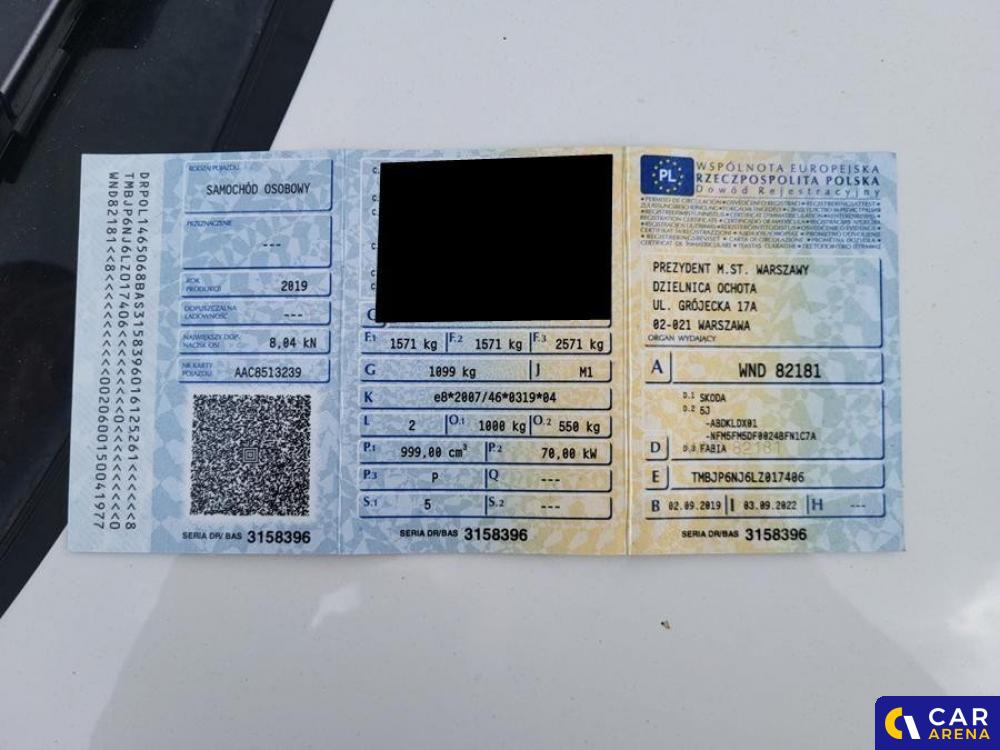 DRPOL1465068BAS3158396016125261<<<<<8
TMBJP6NJ6LZ017406<<<<<<<<<<
WND82181<8<<<<<<<<<<<<
RODZAJ POJAZDU
SAMOCHÓD OSOBOWY
PRZEZNACZENIE
---
ROK PRODUKCJI 2019
DOPUSZCZALNA ŁADOWNOŚĆ ---
NAJWIĘKSZY DOP. NACISK OSI 8,04 kN
NR KARTY POJAZDU AAC8513239
SERIA DR/BAS 3158396
F.1 1571 kg F.2 1571 kg F.3 2571 kg
G 1099 kg J M1
K e8*2007/46*0319*04
L 2 O.1 1000 kg O.2 550 kg
P.1 999,00 cm³ P.2 70,00 kW
P.3 P Q ---
S.1 5 S.2 ---
SERIA DR/BAS 3158396
PL
WSPÓLNOTA EUROPEJSKA
RZECZPOSPOLITA POLSKA
Dowód Rejestracyjny
PREZYDENT M.ST. WARSZAWY
DZIELNICA OCHOTA
UL. GRÓJECKA 17A
02-021 WARSZAWA
ORGAN WYDAJĄCY
A WND 82181
D.1 SKODA
D.2 5J
-ABDKLDX01
-NFM5FM5DF0024BFN1C7A
D D.3 FABIA
E TMBJP6NJ6LZ017406
B 02.09.2019 I 03.09.2022 H ---
SERIA DR/BAS 3158396
CAR
ARENA